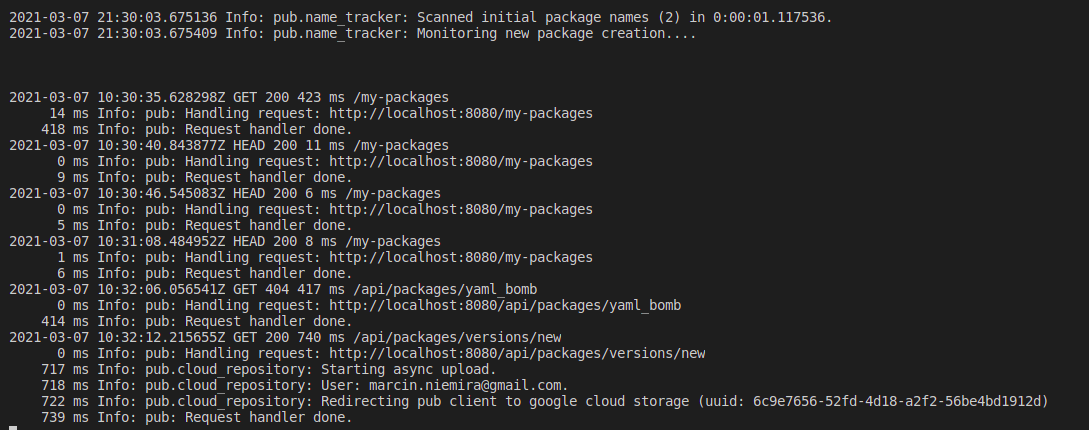 2021-03-07 21:30:03.675136 Info: pub.name_tracker: Scanned initial package names (2) in 0:00:01.117536.
2021-03-07 21:30:03.675409 Info: pub.name_tracker: Monitoring new package creation....
2021-03-07 10:30:35.628298Z GET 200 423 ms /my-packages
14 ms Info: pub: Handling request: http://localhost:8080/my-packages
418 ms Info: pub: Request handler done.
2021-03-07 10:30:40.843877Z HEAD 200 11 ms /my-packages
0 ms Info: pub: Handling request: http://localhost:8080/my-packages
9 ms Info: pub: Request handler done.
2021-03-07 10:30:46.545083Z HEAD 200 6 ms /my-packages
0 ms Info: pub: Handling request: http://localhost:8080/my-packages
5 ms Info: pub: Request handler done.
2021-03-07 10:31:08.484952Z HEAD 200 8 ms /my-packages
1 ms Info: pub: Handling request: http://localhost:8080/my-packages
6 ms Info: pub: Request handler done.
2021-03-07 10:32:06.056541Z GET 404 417 ms /api/packages/yaml_bomb
0 ms Info: pub: Handling request: http://localhost:8080/api/packages/yaml_bomb
414 ms Info: pub: Request handler done.
2021-03-07 10:32:12.215655Z GET 200 740 ms /api/packages/versions/new
0 ms Info: pub: Handling request: http://localhost:8080/api/packages/versions/new
717 ms Info: pub.cloud_repository: Starting async upload.
718 ms Info: pub.cloud_repository: User: marcin.niemira@gmail.com.
722 ms Info: pub.cloud_repository: Redirecting pub client to google cloud storage (uuid: 6c9e7656-52fd-4d18-a2f2-56be4bd1912d)
739 ms Info: pub: Request handler done.